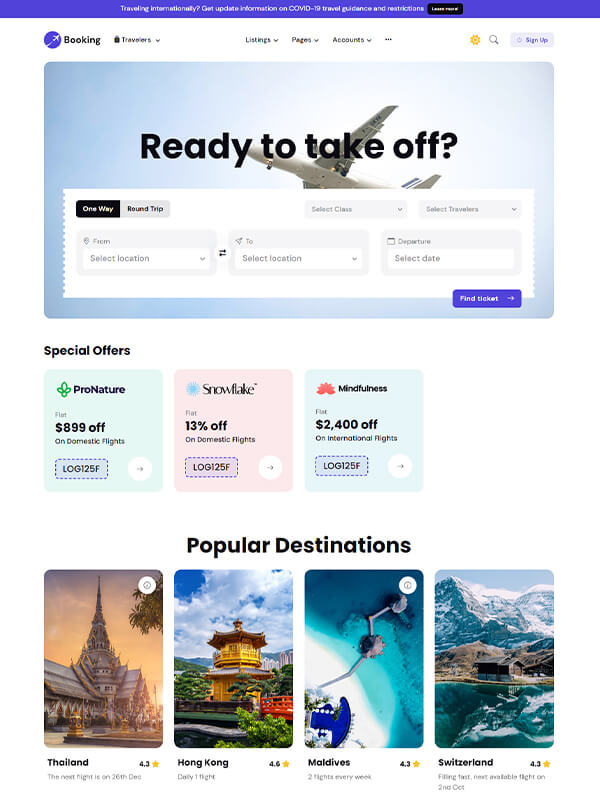 Traveling internationally? Get update information on COVID-19 travel guidance and restrictions Learn more!
Booking Travelers Listings Pages Accounts ••• Sign Up
Ready to take off?
One Way Round Trip Select Class Select Travelers
From To Departure
Select location Select location Select date
Find ticket
Special Offers
ProNature
Flat
$899 off
On Domestic Flights
LOG125F
Snowflake™
Flat
13% off
On Domestic Flights
LOG125F
Mindfulness
Flat
$2,400 off
On International Flights
LOG125F
Popular Destinations
Thailand 4.3
The next flight is on 26th Dec
Hong Kong 4.6
Daily 1 flight
Maldives 4.3
2 flights every week
Switzerland 4.3
Filling fast, next available flight on
2nd Oct